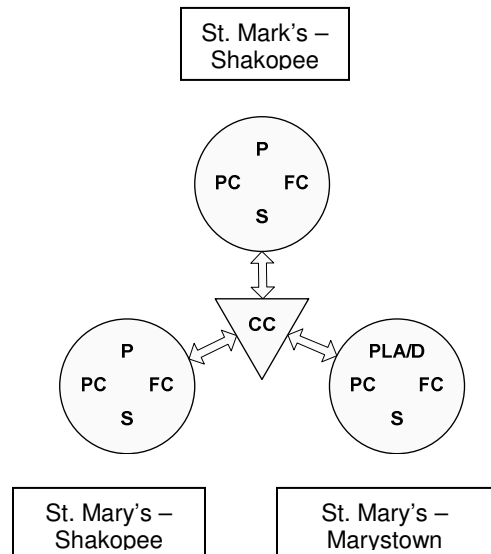 St. Mark's –
Shakopee
P
PC FC
S
CC
P
PC FC
S
PLA/D
PC FC
S
St. Mary's –
Shakopee
St. Mary's –
Marystown